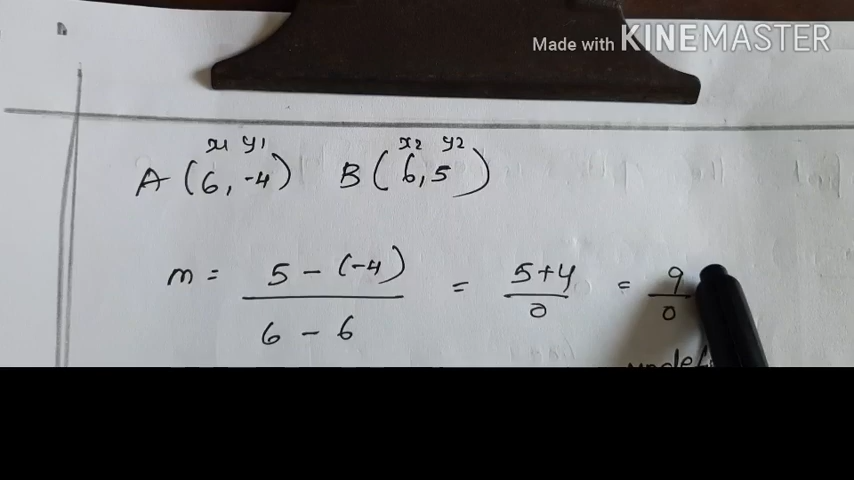 Made with KINEMASTER
x1 y1 x2 y2
A (6, -4) B (6, 5)
m = 5 - (-4) / 6 - 6 = 5+4 / 0 = 9 / 0